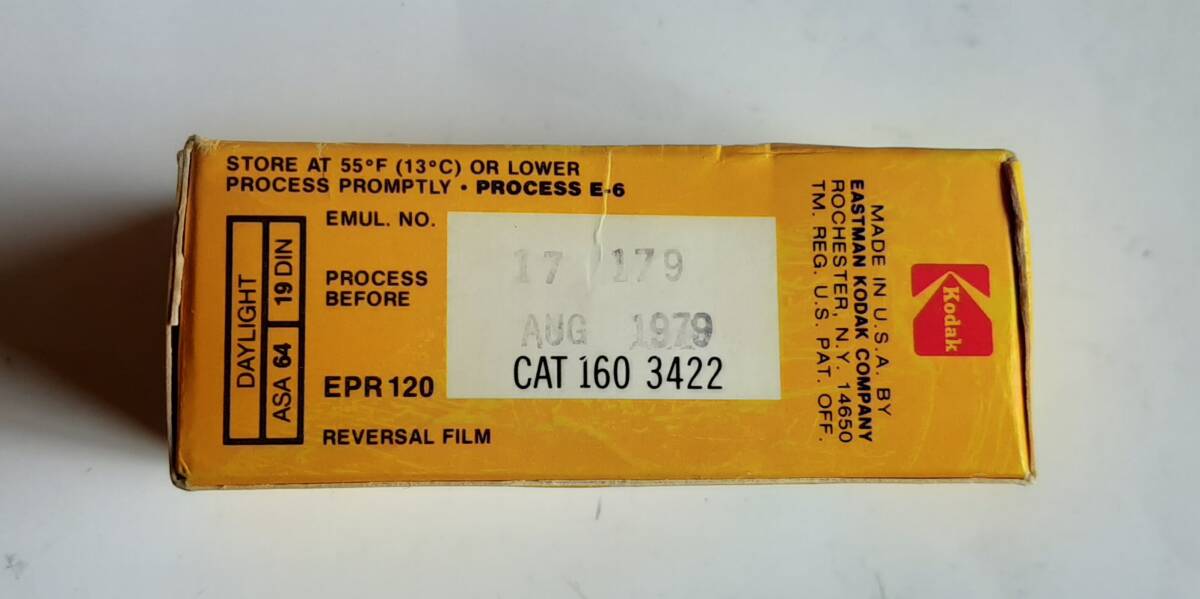 STORE AT 55°F (13°C) OR LOWER
PROCESS PROMPTLY • PROCESS E-6
DAYLIGHT
ASA 64 19 DIN
EMUL. NO.
17 179
PROCESS
BEFORE
AUG 1979
EPR 120
CAT 160 3422
REVERSAL FILM
MADE IN U.S.A. BY
EASTMAN KODAK COMPANY
ROCHESTER, N.Y. 14650
TM. REG. U.S. PAT. OFF.
Kodak